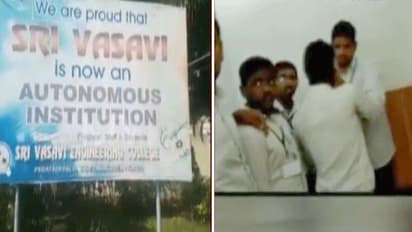 We are proud that
SRI VASAVI
is now an
AUTONOMOUS
INSTITUTION
SRI VASAVI ENGINEERING COLLEGE